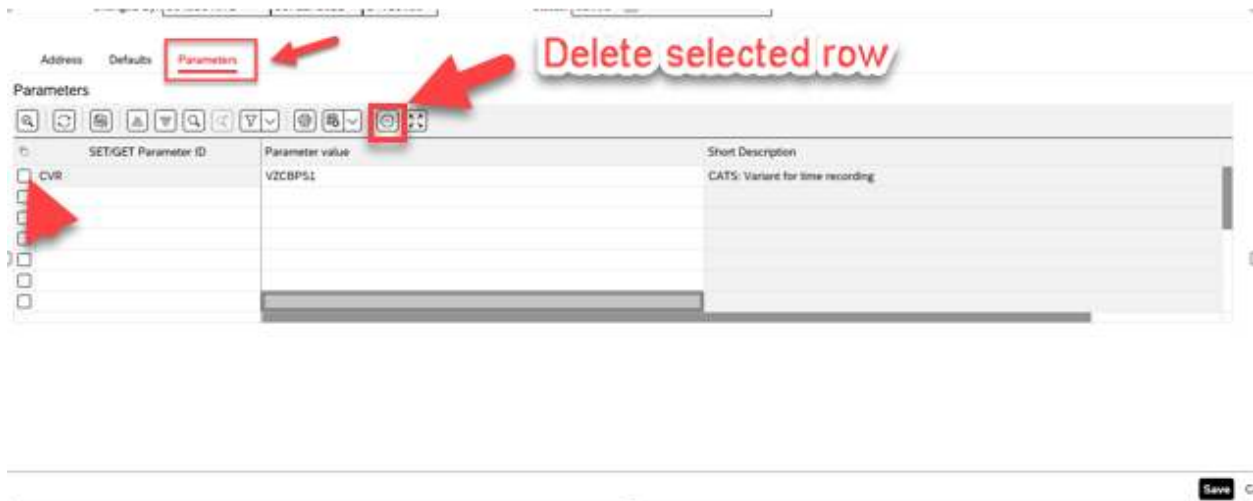 Delete selected row
Address Defaults Parameters
Parameters
SET/GET Parameter ID Parameter value Short Description
CVR VZCBPS1 CATS: Variant for time recording
Save